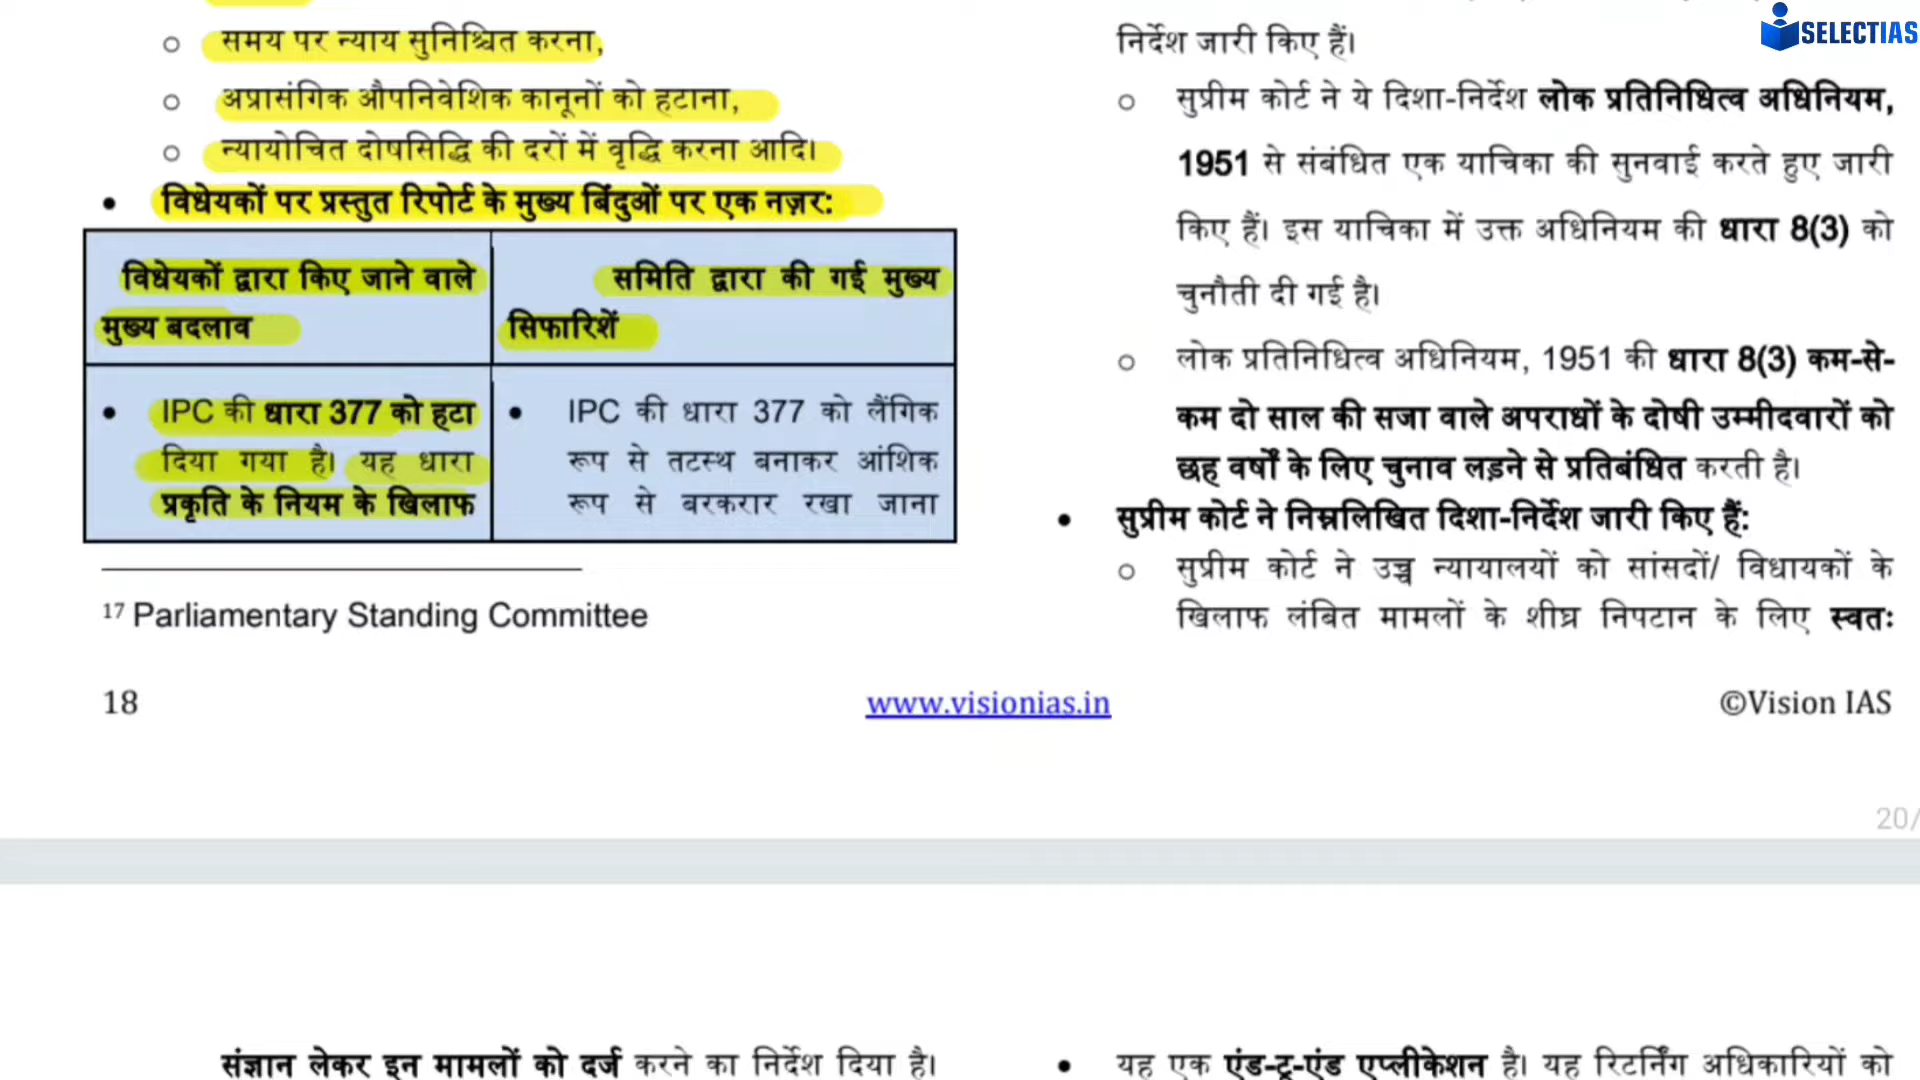 समय पर न्याय सुनिश्चित करना,
अप्रासंगिक औपनिवेशिक कानूनों को हटाना,
न्यायोचित दोषसिद्धि की दरों में वृद्धि करना आदि।
विधेयकों पर प्रस्तुत रिपोर्ट के मुख्य बिंदुओं पर एक नज़र:
विधेयकों द्वारा किए जाने वाले
मुख्य बदलाव
समिति द्वारा की गई मुख्य
सिफारिशें
IPC की धारा 377 को हटा
दिया गया है। यह धारा
प्रकृति के नियम के खिलाफ
IPC की धारा 377 को लैंगिक
रूप से तटस्थ बनाकर आंशिक
रूप से बरकरार रखा जाना
17 Parliamentary Standing Committee
SELECTIAS
निर्देश जारी किए हैं।
सुप्रीम कोर्ट ने ये दिशा-निर्देश लोक प्रतिनिधित्व अधिनियम,
1951 से संबंधित एक याचिका की सुनवाई करते हुए जारी
किए हैं। इस याचिका में उक्त अधिनियम की धारा 8(3) को
चुनौती दी गई है।
लोक प्रतिनिधित्व अधिनियम, 1951 की धारा 8(3) कम-से-
कम दो साल की सजा वाले अपराधों के दोषी उम्मीदवारों को
छह वर्षों के लिए चुनाव लड़ने से प्रतिबंधित करती है।
सुप्रीम कोर्ट ने निम्नलिखित दिशा-निर्देश जारी किए हैं:
सुप्रीम कोर्ट ने उच्च न्यायालयों को सांसदों/ विधायकों के
खिलाफ लंबित मामलों के शीघ्र निपटान के लिए स्वतः
18
www.visionias.in
©Vision IAS
20/
संज्ञान लेकर इन मामलों को दर्ज करने का निर्देश दिया है।
यह एक एंड-टू-एंड एप्लीकेशन है। यह रिटर्निंग अधिकारियों को